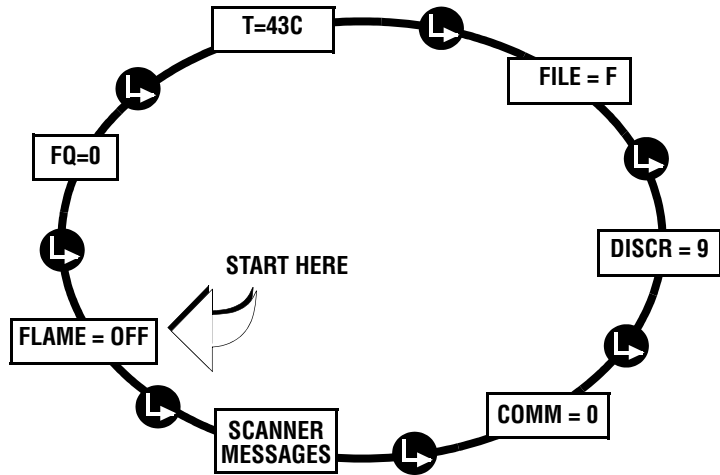 T=43C
FILE = F
FQ=0
DISCR = 9
START HERE
FLAME = OFF
COMM = 0
SCANNER
MESSAGES